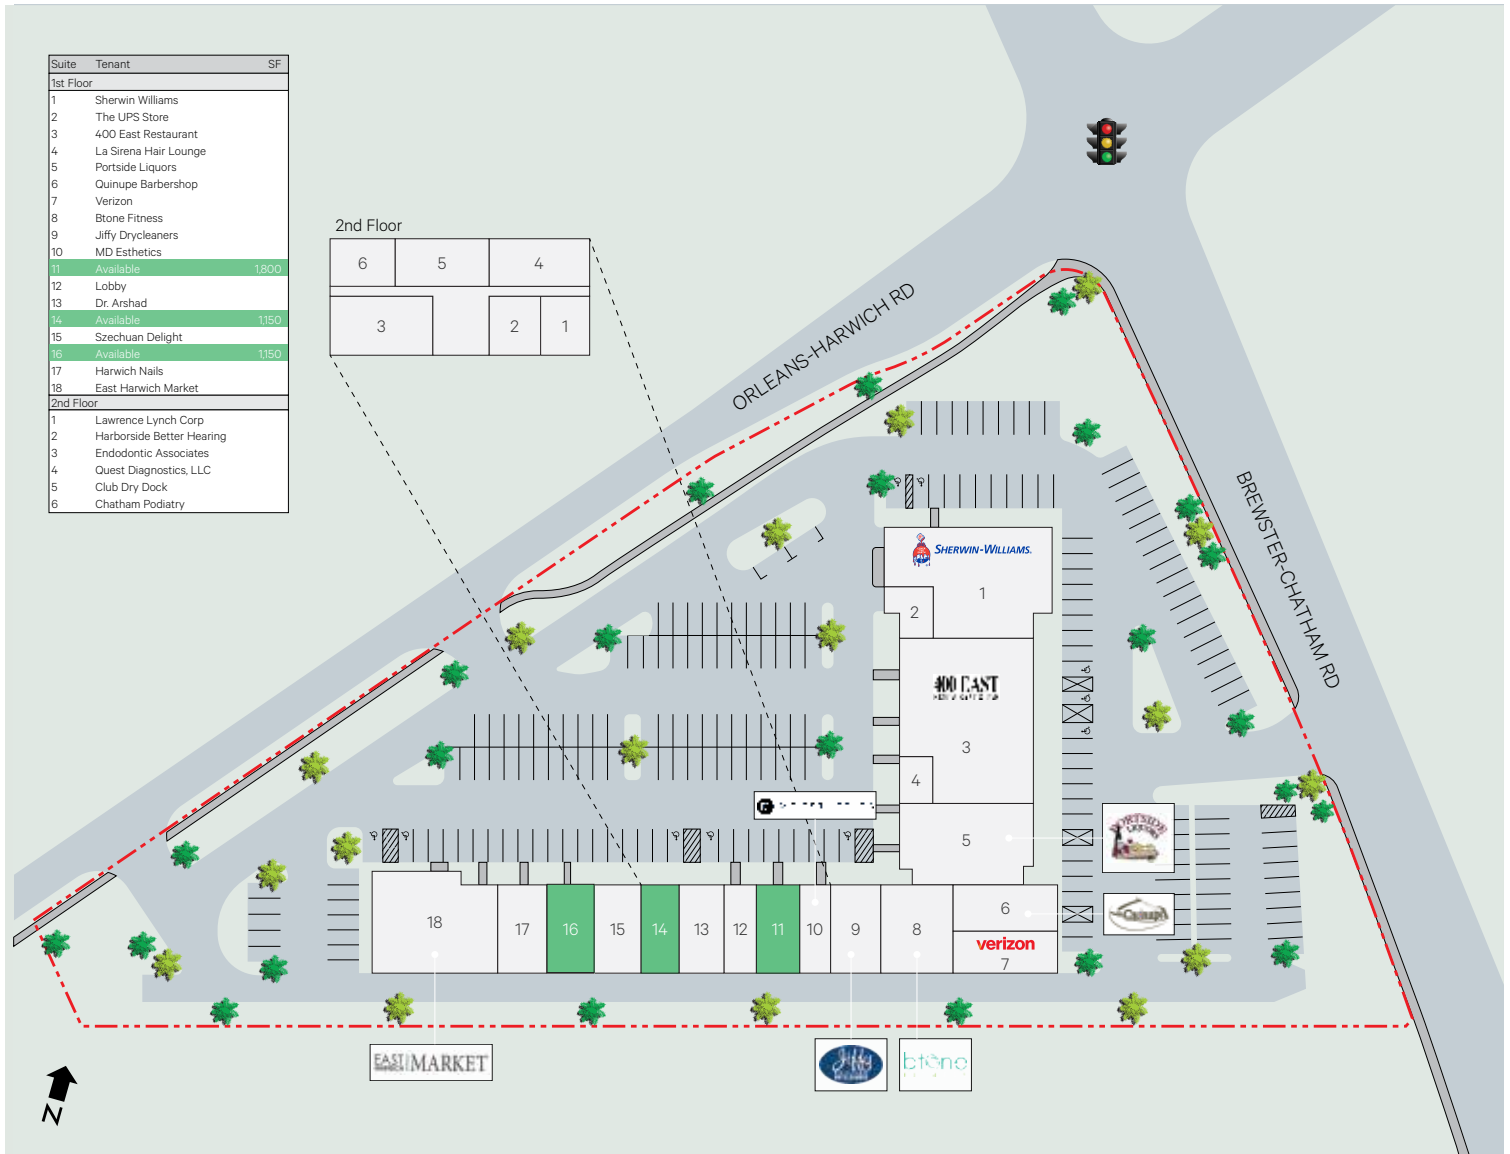 Suite Tenant SF
1st Floor
1 Sherwin Williams
2 The UPS Store
3 400 East Restaurant
4 La Sirena Hair Lounge
5 Portside Liquors
6 Quinupe Barbershop
7 Verizon
8 Btone Fitness
9 Jiffy Drycleaners
10 MD Esthetics
11 Available 1,800
12 Lobby
13 Dr. Arshad
14 Available 1,150
15 Szechuan Delight
16 Available 1,150
17 Harwich Nails
18 East Harwich Market
2nd Floor
1 Lawrence Lynch Corp
2 Harborside Better Hearing
3 Endodontic Associates
4 Quest Diagnostics, LLC
5 Club Dry Dock
6 Chatham Podiatry
2nd Floor
6 5 4
3 2 1
ORLEANS-HARWICH RD
BREWSTER-CHATHAM RD
SHERWIN-WILLIAMS.
1
2
400 EAST
3
4
5
PORTSIDE
LIQUORS
6
verizon
7
18 17 16 15 14 13 12 11 10 9 8
EAST MARKET
Jiffy
btone
N